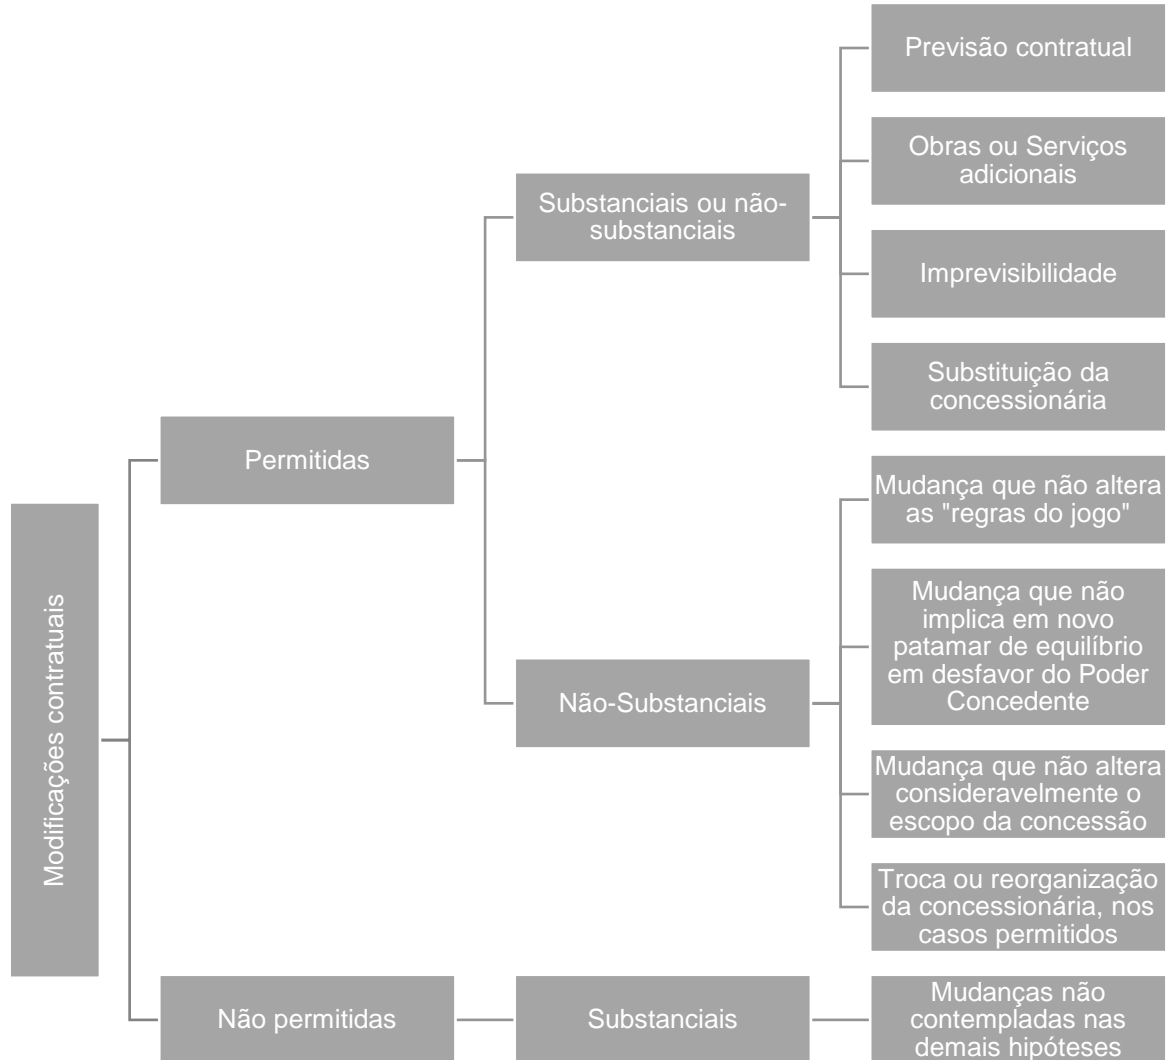 Modificações contratuais
Permitidas
Substanciais ou não-
substanciais
Previsão contratual
Obras ou Serviços
adicionais
Imprevisibilidade
Substituição da
concessionária
Não-Substanciais
Mudança que não altera
as "regras do jogo"
Mudança que não
implica em novo
patamar de equilíbrio
em desfavor do Poder
Concedente
Mudança que não altera
consideravelmente o
escopo da concessão
Troca ou reorganização
da concessionária, nos
casos permitidos
Não permitidas
Substanciais
Mudanças não
contempladas nas
demais hipóteses